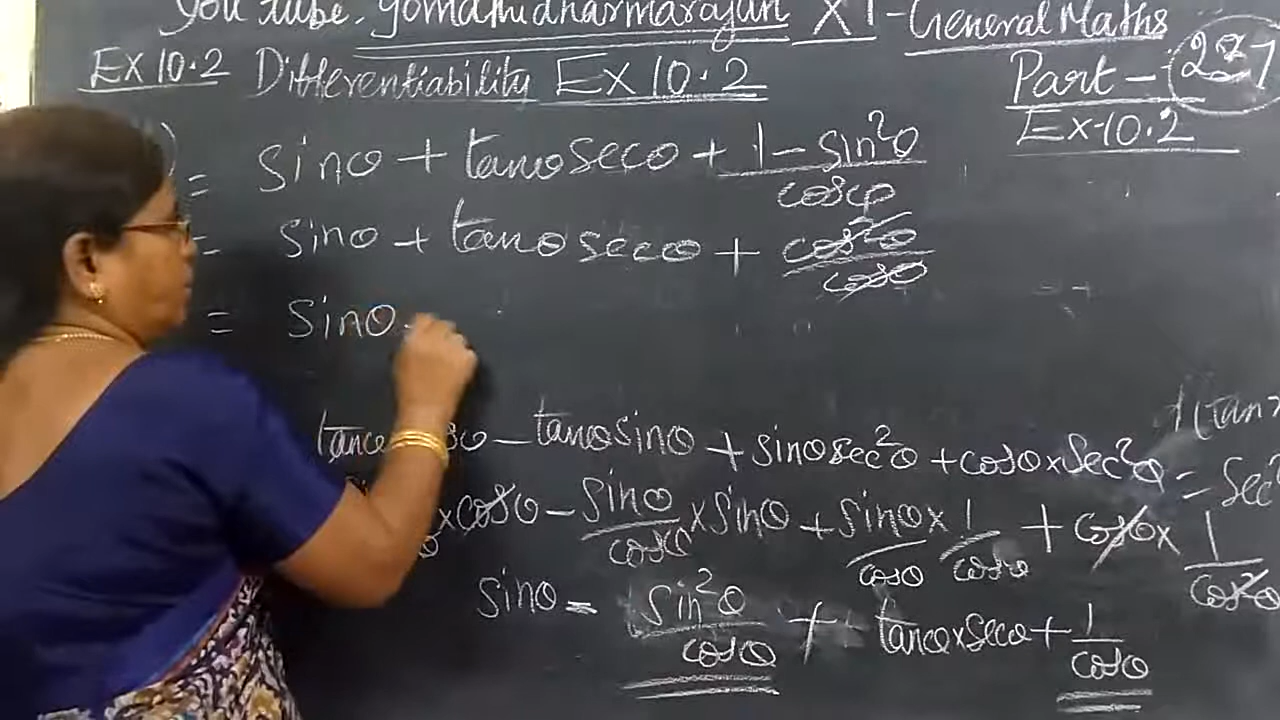 You tube. gomathidharmarajan XI - General Maths
Ex 10.2 Differentiability Ex 10.2
Part - 237
Ex-10.2
= sinθ + tanθ secθ + 1 - sin²θ / cosθ
= sinθ + tanθ secθ + cos²θ / cosθ
= sinθ
tanθ - tanθ sinθ + sinθ sec²θ + cosθ × sec²θ
d(tan x
= sec²
× cosθ - sinθ / cosθ × sinθ + sinθ / cosθ × 1 / cosθ + cosθ × 1 / cos²θ
sinθ - sin²θ / cosθ + tanθ × secθ + 1 / cosθ